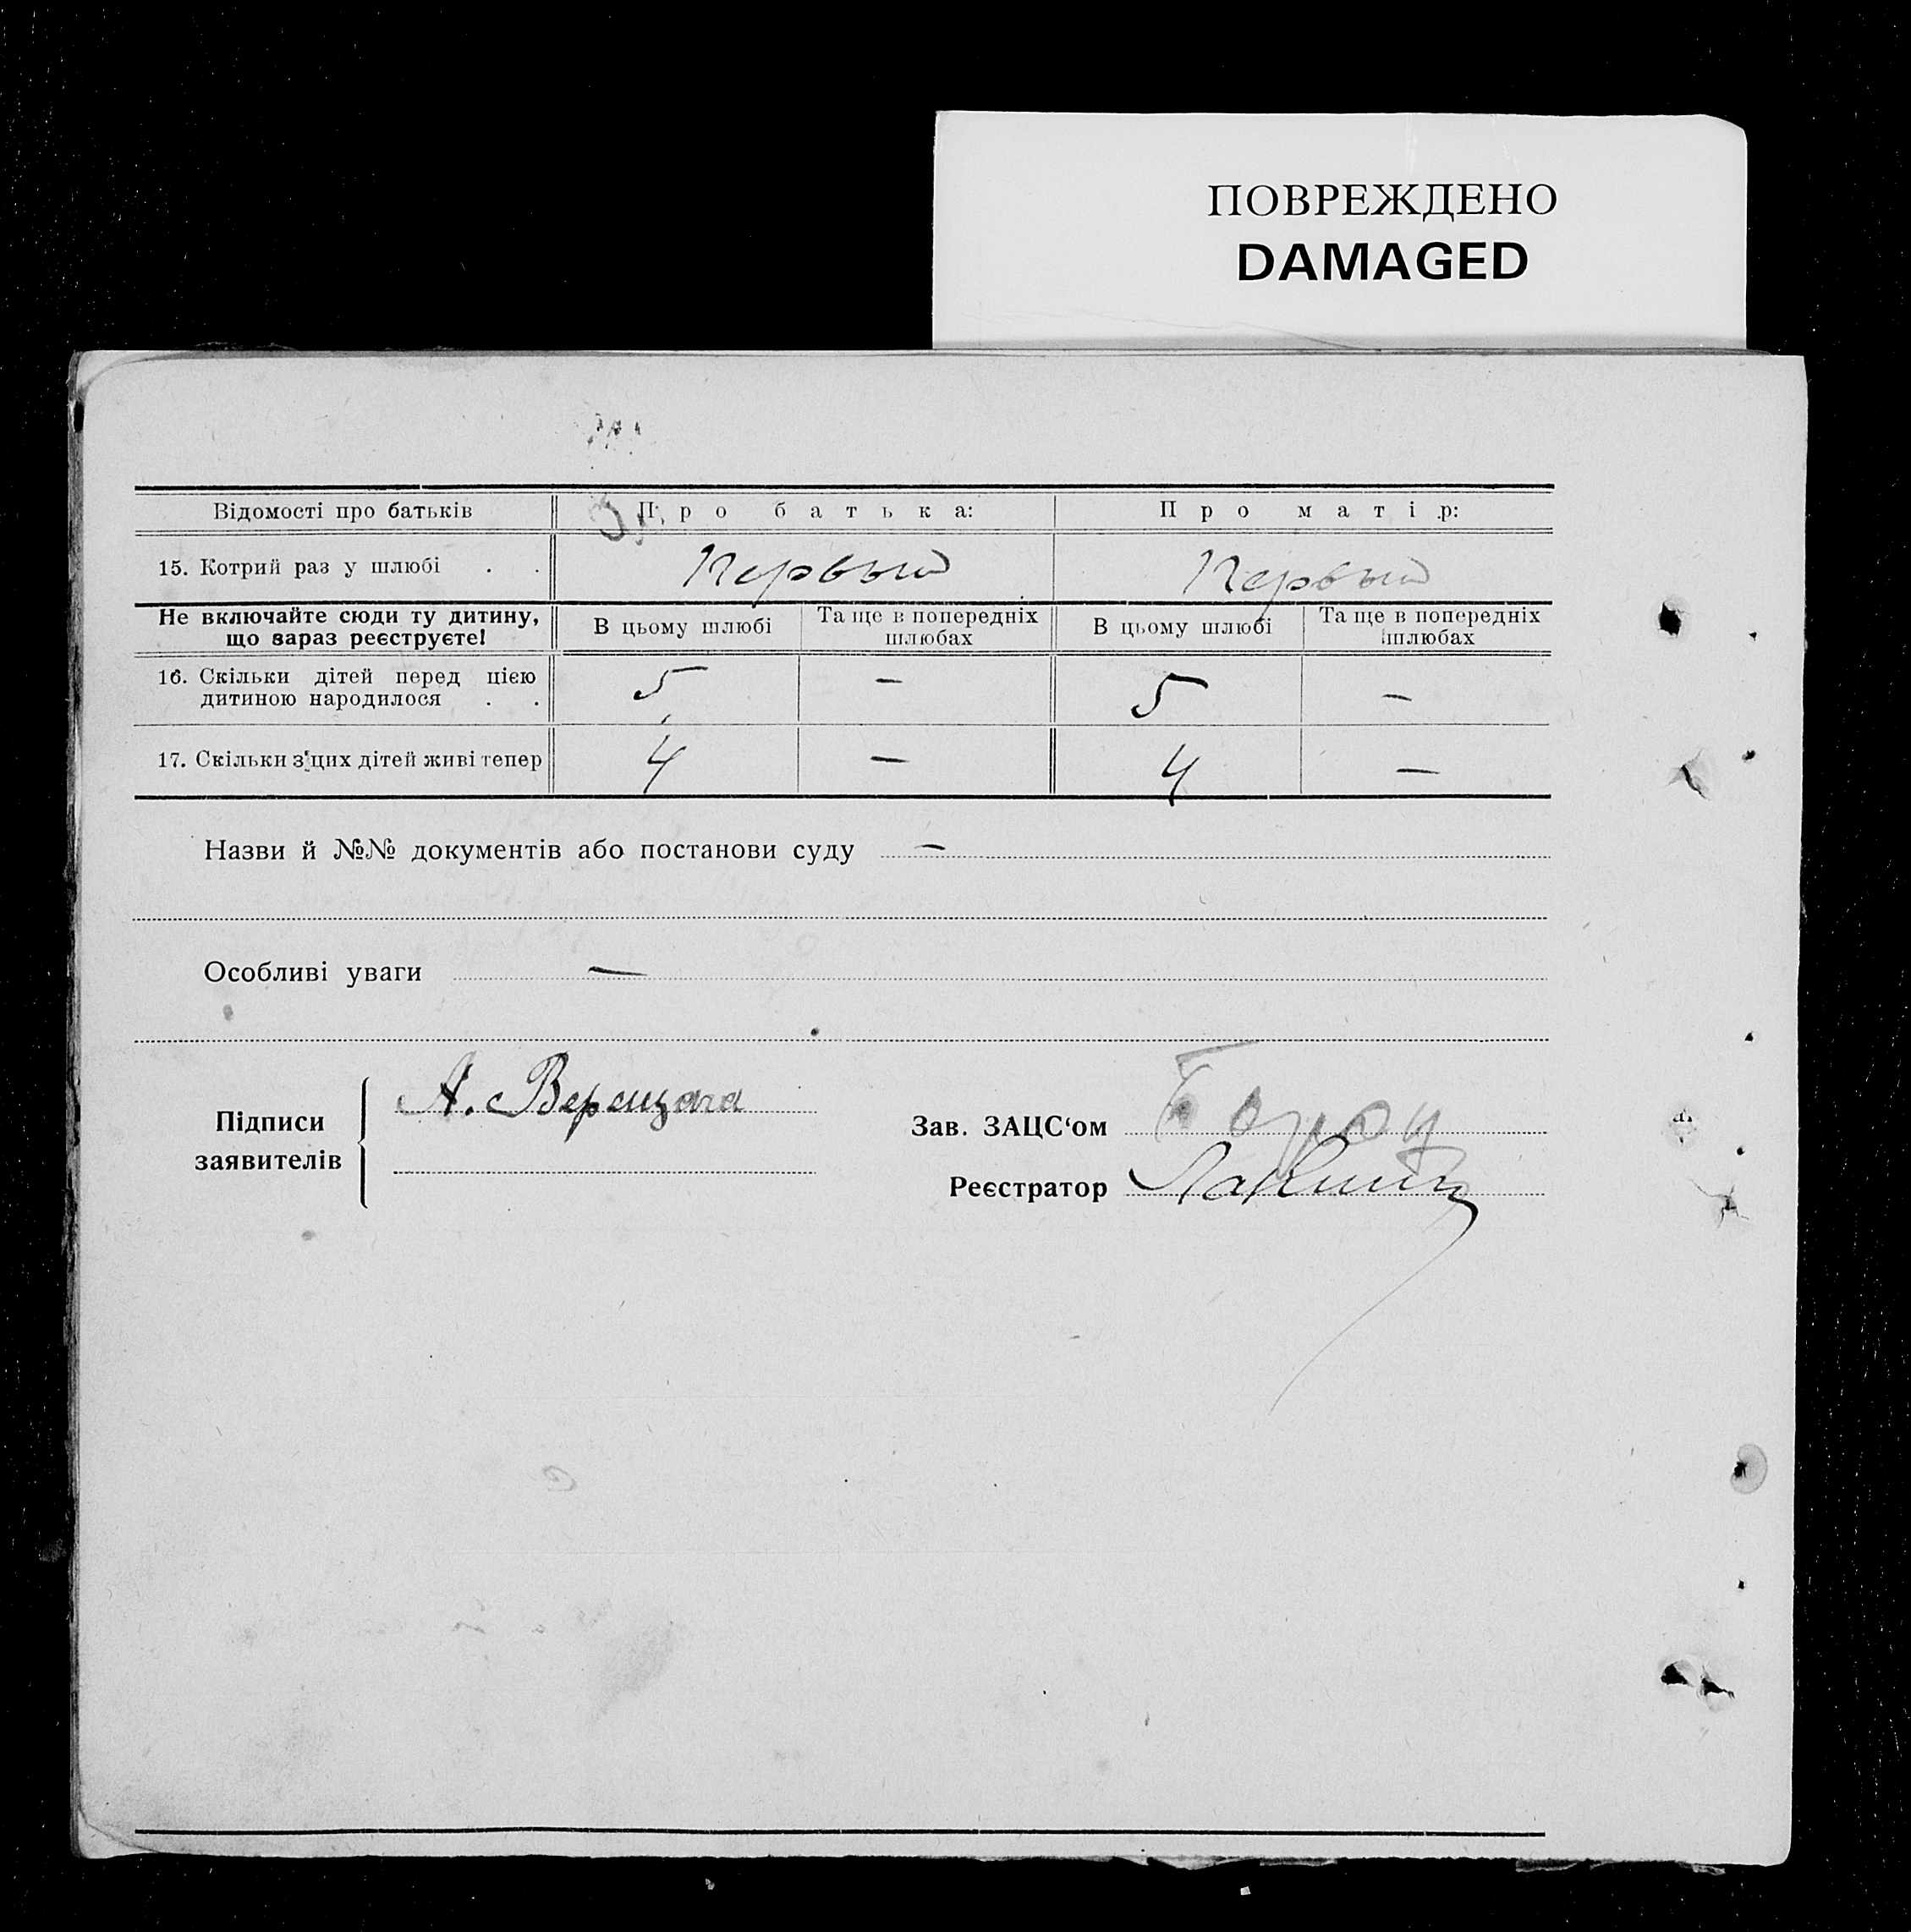 ПОВРЕЖДЕНО
DAMAGED
Відомості про батьків Про батька: Про матір:
15. Котрий раз у шлюбі . . Первый Первый
Не включайте сюди ту дитину, що зараз реєструєте! В цьому шлюбі Та ще в попередніх шлюбах В цьому шлюбі Та ще в попередніх шлюбах
16. Скільки дітей перед цією дитиною народилося . . 5 — 5 —
17. Скільки з цих дітей живі тепер 4 — 4 —
Назви й №№ документів або постанови суду —
Особливі уваги —
Підписи заявителів А. Верещага
Зав. ЗАЦС‘ом
Реєстратор